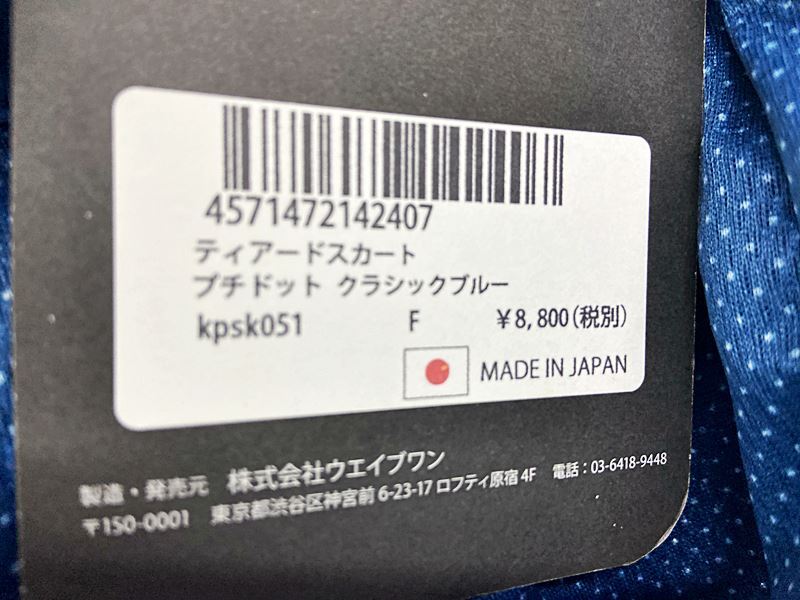 4571472142407
ティアードスカート
プチドット クラシックブルー
kpsk051 F ￥8,800(税別)
MADE IN JAPAN
製造・発売元 株式会社ウエイブワン
〒150-0001 東京都渋谷区神宮前6-23-17 ロフティ原宿4F 電話：03-6418-9448